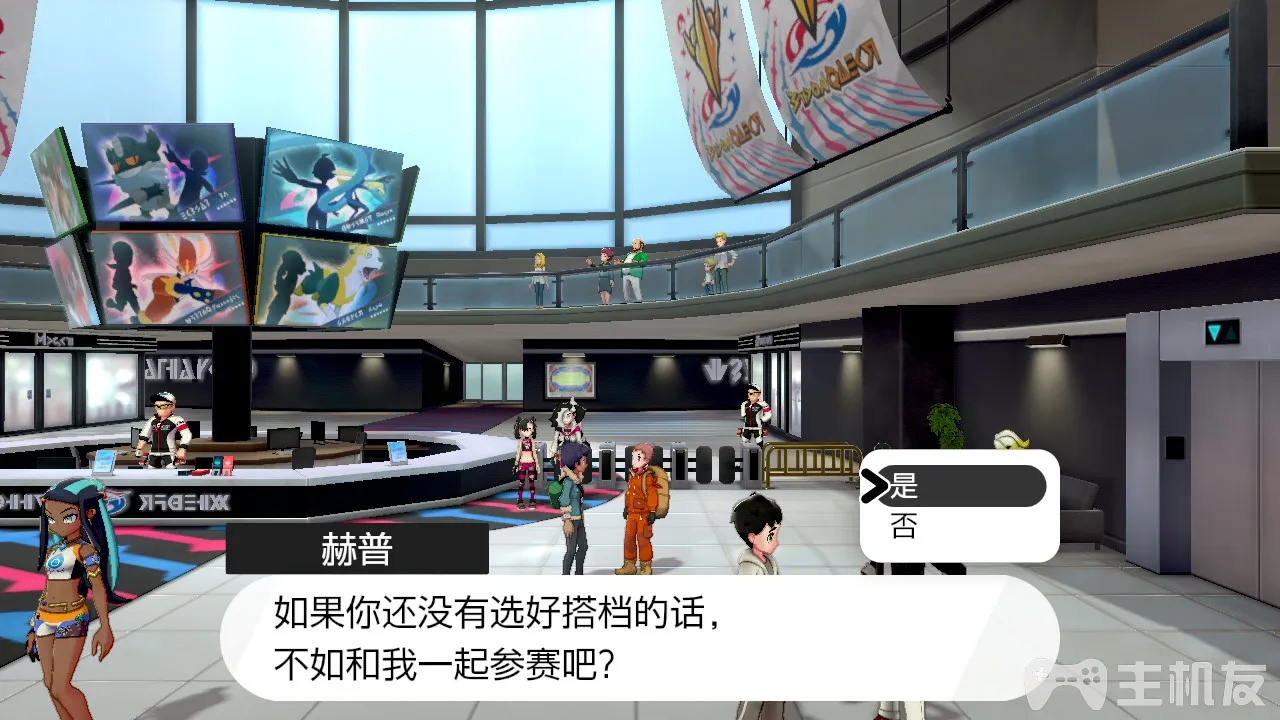 是
否
赫普
如果你还没有选好搭档的话，
不如和我一起参赛吧？
主机友